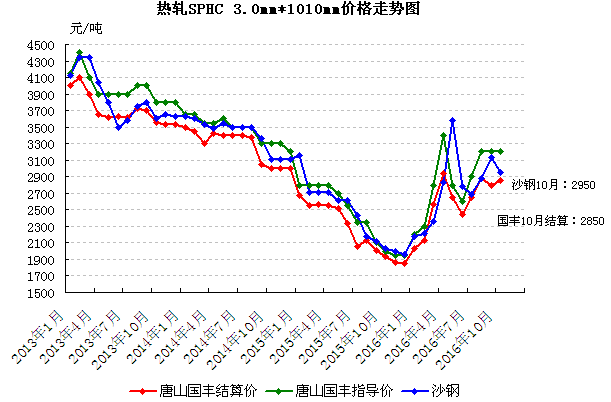 热轧SPHC 3.0mm*1010mm价格走势图
元/吨
4500
4300
4100
3900
3700
3500
3300
3100
2900
2700
2500
2300
2100
1900
1700
1500
沙钢10月：2950
国丰10月结算：2850
2013年1月
2013年4月
2013年7月
2013年10月
2014年1月
2014年4月
2014年7月
2014年10月
2015年1月
2015年4月
2015年7月
2015年10月
2016年1月
2016年4月
2016年7月
2016年10月
唐山国丰结算价 唐山国丰指导价 沙钢